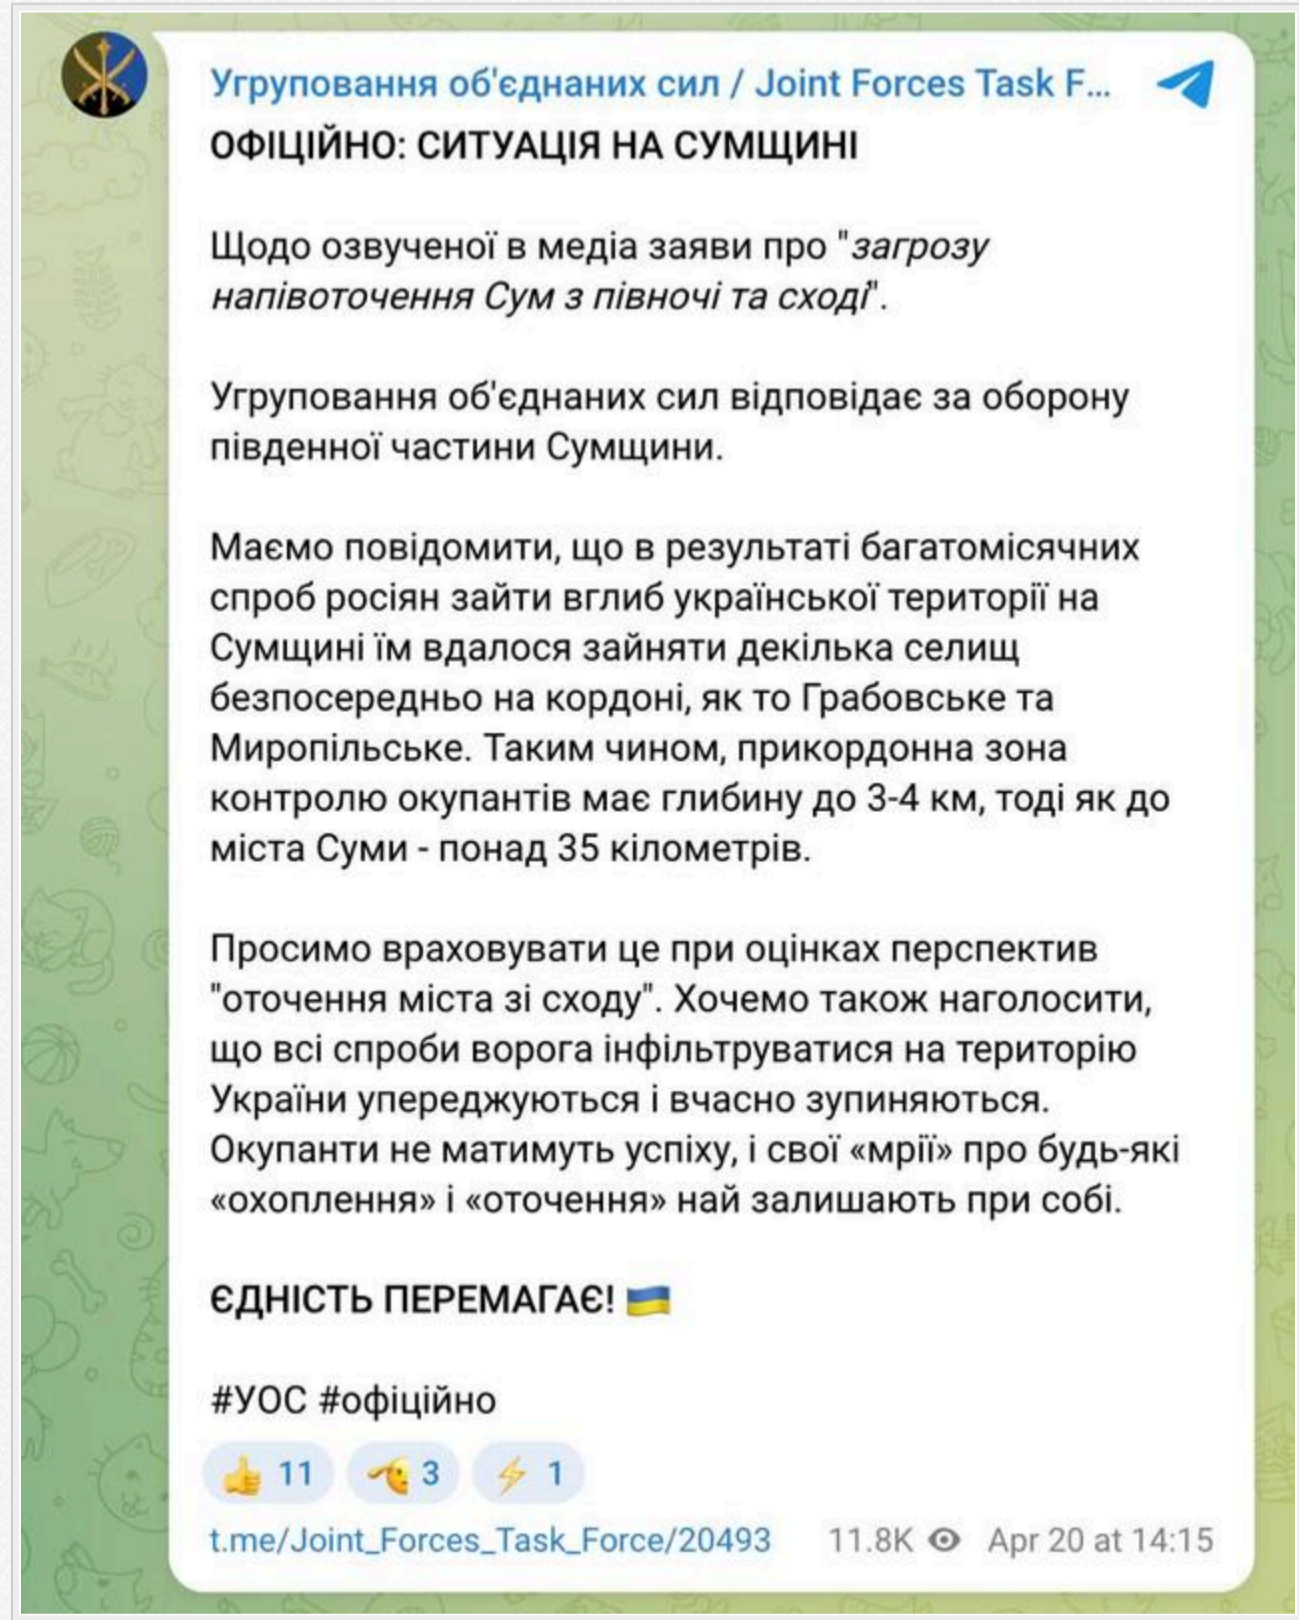 Угруповання об'єднаних сил / Joint Forces Task F...
ОФІЦІЙНО: СИТУАЦІЯ НА СУМЩИНІ
Щодо озвученої в медіа заяви про "загрозу
напівоточення Сум з півночі та сході".
Угруповання об'єднаних сил відповідає за оборону
південної частини Сумщини.
Маємо повідомити, що в результаті багатомісячних
спроб росіян зайти вглиб української території на
Сумщині їм вдалося зайняти декілька селищ
безпосередньо на кордоні, як то Грабовське та
Миропільське. Таким чином, прикордонна зона
контролю окупантів має глибину до 3-4 км, тоді як до
міста Суми - понад 35 кілометрів.
Просимо враховувати це при оцінках перспектив
"оточення міста зі сходу". Хочемо також наголосити,
що всі спроби ворога інфільтруватися на територію
України упереджуються і вчасно зупиняються.
Окупанти не матимуть успіху, і свої «мрії» про будь-які
«охоплення» і «оточення» най залишають при собі.
ЄДНІСТЬ ПЕРЕМАГАЄ! 🇺🇦
#УОС #офіційно
👍 11 🫡 3 ⚡ 1
t.me/Joint_Forces_Task_Force/20493 11.8K Apr 20 at 14:15